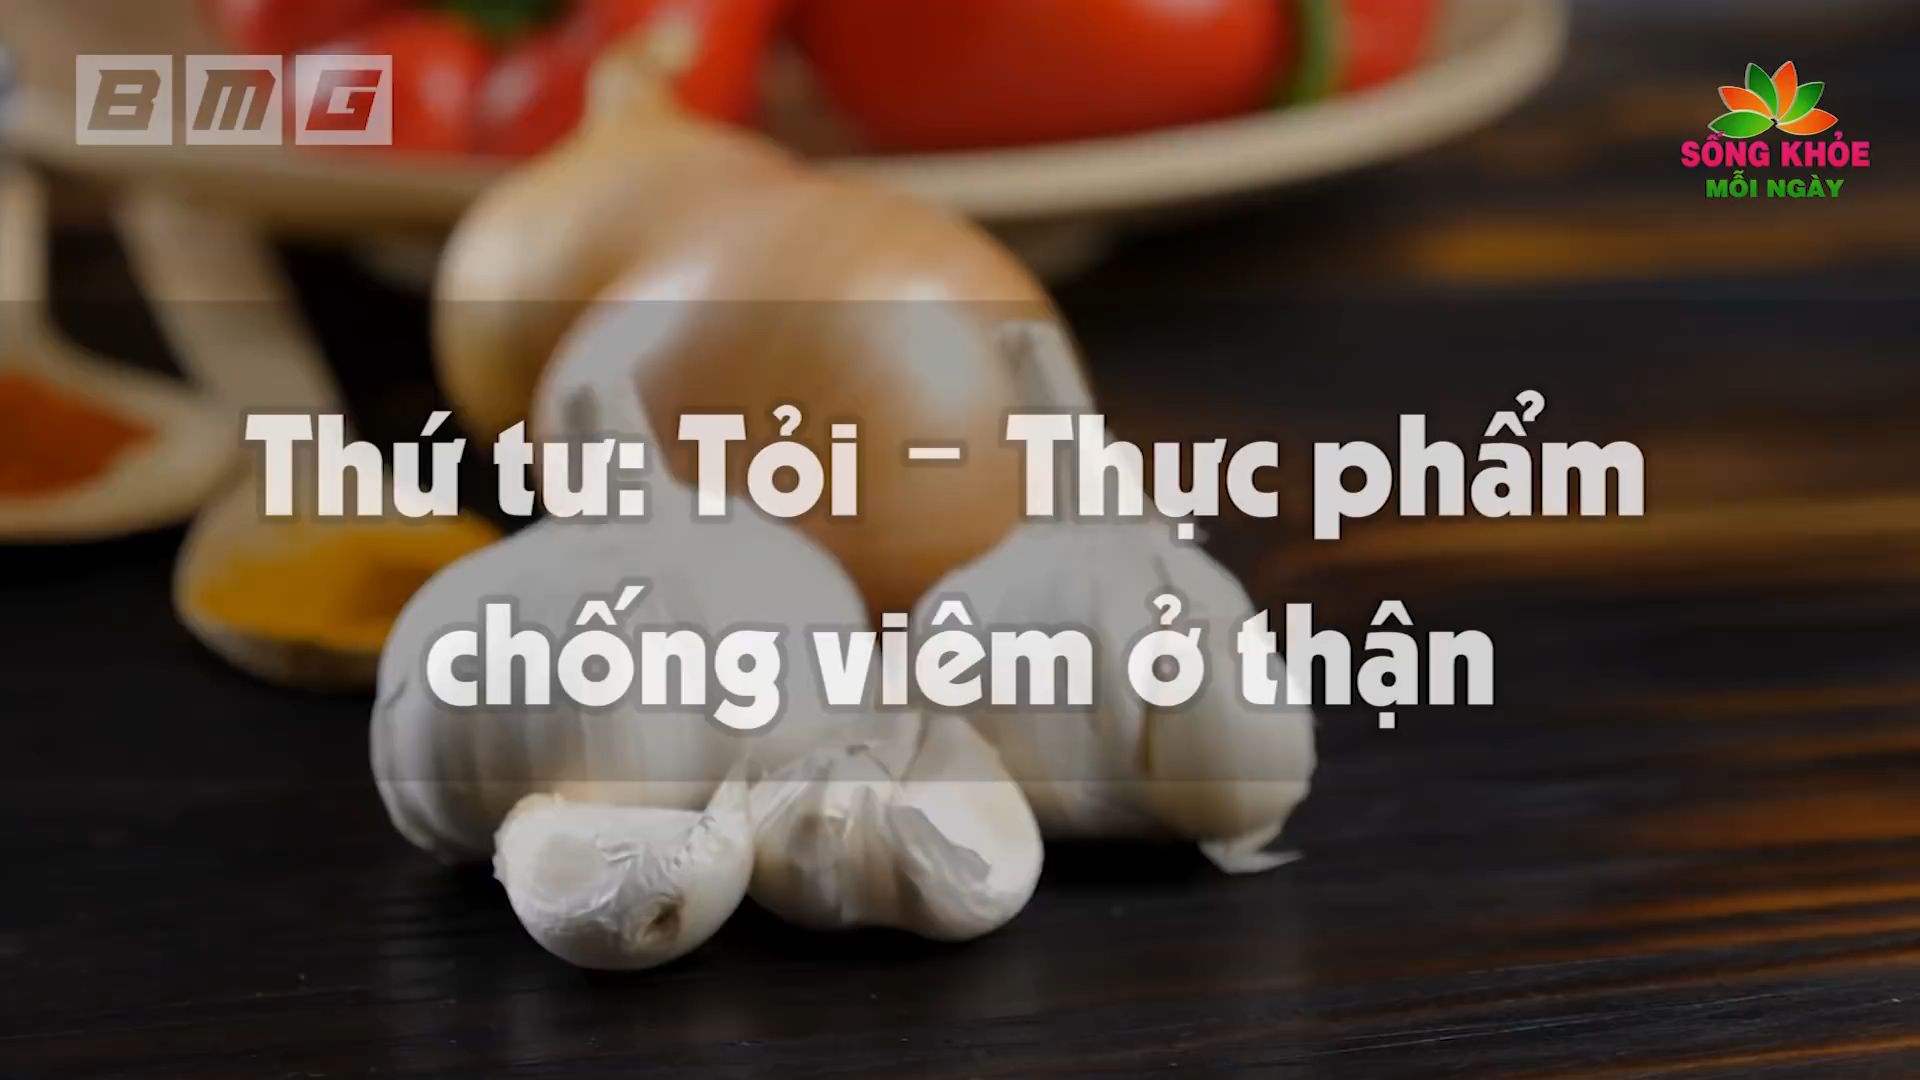 BMG
SỐNG KHỎE
MỖI NGÀY
Thứ tư: Tỏi - Thực phẩm
chống viêm ở thận